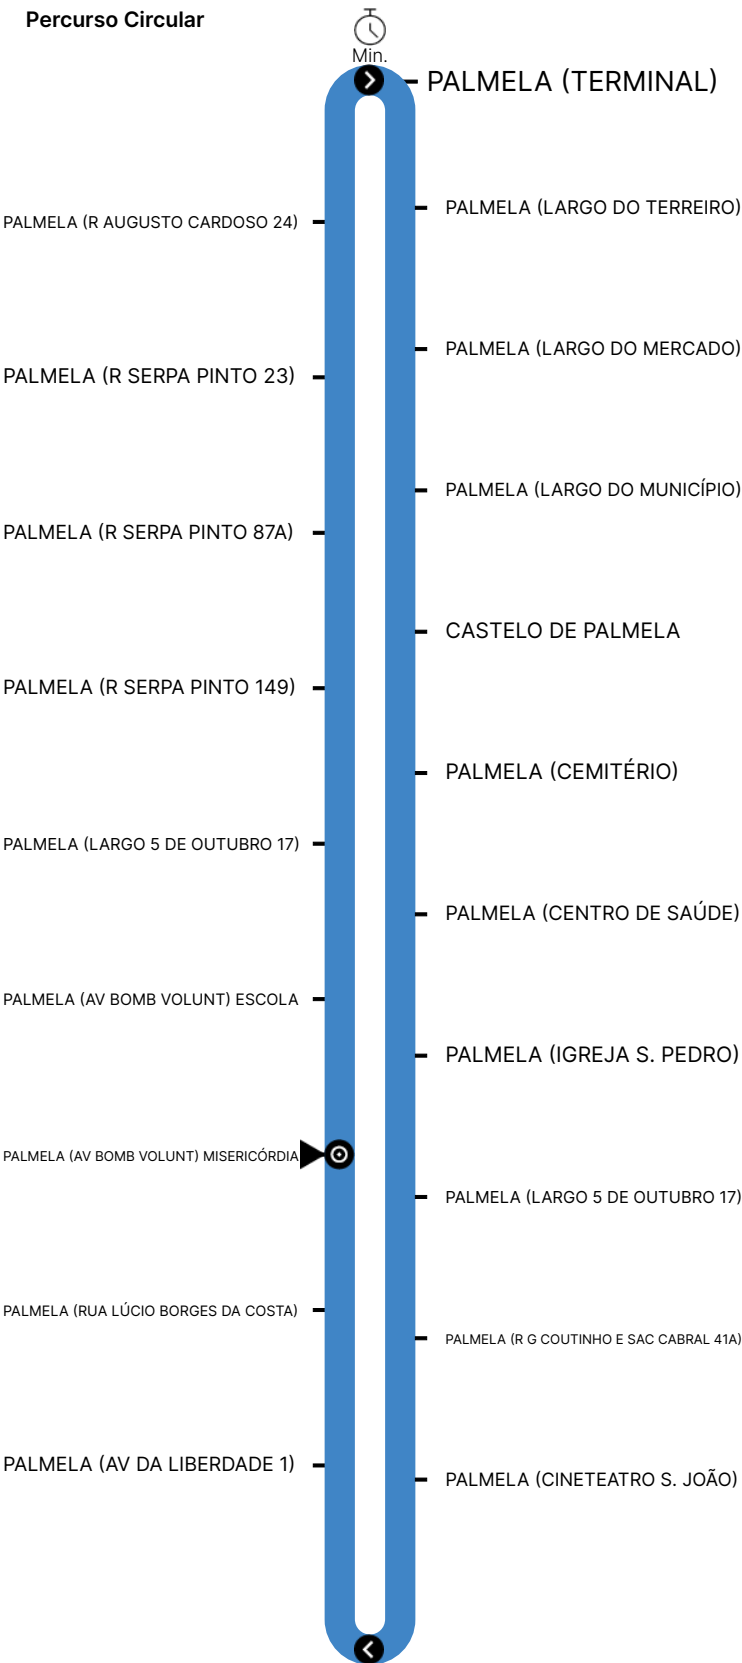 Percurso Circular
Min.
PALMELA (TERMINAL)
PALMELA (LARGO DO TERREIRO)
PALMELA (R AUGUSTO CARDOSO 24)
PALMELA (LARGO DO MERCADO)
PALMELA (R SERPA PINTO 23)
PALMELA (LARGO DO MUNICÍPIO)
PALMELA (R SERPA PINTO 87A)
CASTELO DE PALMELA
PALMELA (R SERPA PINTO 149)
PALMELA (CEMITÉRIO)
PALMELA (LARGO 5 DE OUTUBRO 17)
PALMELA (CENTRO DE SAÚDE)
PALMELA (AV BOMB VOLUNT) ESCOLA
PALMELA (IGREJA S. PEDRO)
PALMELA (AV BOMB VOLUNT) MISERICÓRDIA
PALMELA (LARGO 5 DE OUTUBRO 17)
PALMELA (RUA LÚCIO BORGES DA COSTA)
PALMELA (R G COUTINHO E SAC CABRAL 41A)
PALMELA (AV DA LIBERDADE 1)
PALMELA (CINETEATRO S. JOÃO)